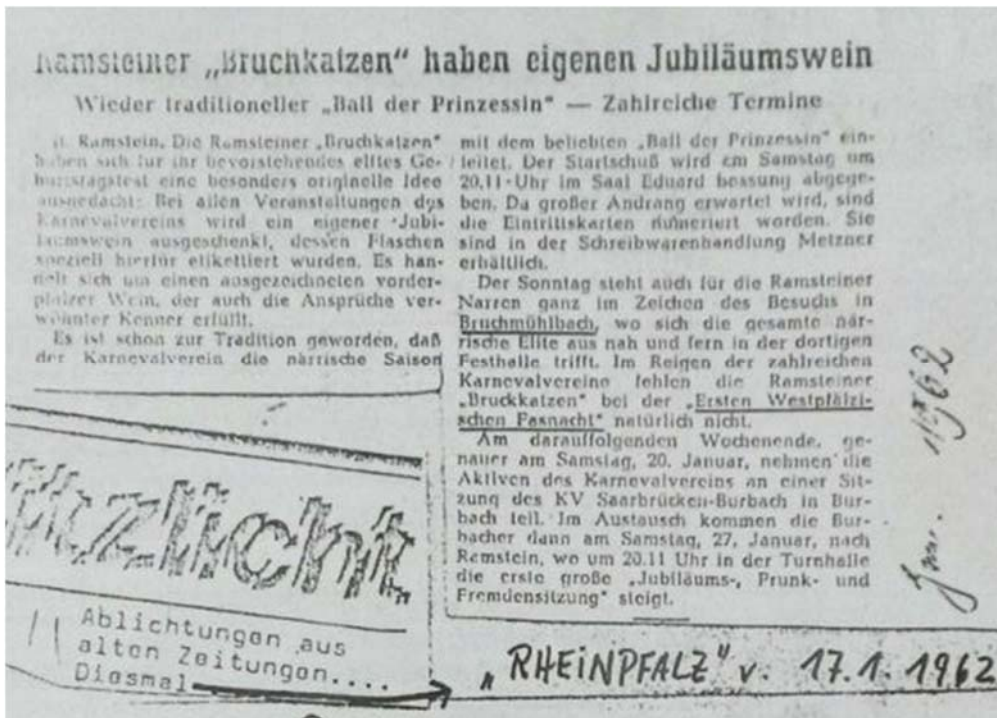 Ramsteiner „Bruchkatzen“ haben eigenen Jubiläumswein
Wieder traditioneller „Ball der Prinzessin“ — Zahlreiche Termine
Ramstein. Die Ramsteiner „Bruchkatzen“
haben sich für ihr bevorstehendes elftes Ge-
burtstagsfest eine besonders originelle Idee
ausgedacht: Bei allen Veranstaltungen des
Karnevalvereins wird ein eigener Jubi-
läumswein ausgeschenkt, dessen Flaschen
speziell hierfür etikettiert wurden. Es han-
delt sich um einen ausgezeichneten vorder-
pfälzer Wein, der auch die Ansprüche ver-
wöhnter Kenner erfüllt.
Es ist schon zur Tradition geworden, daß
der Karnevalverein die närrische Saison
mit dem beliebten „Ball der Prinzessin“ ein-
leitet. Der Startschuß wird am Samstag um
20.11 Uhr im Saal Eduard abgege-
ben. Da großer Andrang erwartet wird, sind
die Eintrittskarten worden. Sie
sind in der Schreibwarenhandlung Metzner
erhältlich.
Der Sonntag steht auch für die Ramsteiner
Narren ganz im Zeichen des Besuchs in
Bruchmühlbach, wo sich die gesamte när-
rische Elite aus nah und fern in der dortigen
Festhalle trifft. Im Reigen der zahlreichen
Karnevalvereine fehlen die Ramsteiner
„Bruckkatzen“ bei der „Ersten Westpfälzi-
schen Fasnacht“ natürlich nicht.
Am darauffolgenden Wochenende, ge-
nauer am Samstag, 20. Januar, nehmen die
Aktiven des Karnevalvereins an einer Sit-
zung des KV Saarbrücken-Burbach in Bur-
bach teil. Im Austausch kommen die Bur-
bacher dann am Samstag, 27. Januar, nach
Ramstein, wo um 20.11 Uhr in der Turnhalle
die erste große „Jubiläums-, Prunk- und
Fremdensitzung“ steigt.
Jan. 1962
itzlicht
Ablichtungen aus
alten Zeitungen....
Diesmal
„RHEINPFALZ“ v. 17.1.1962